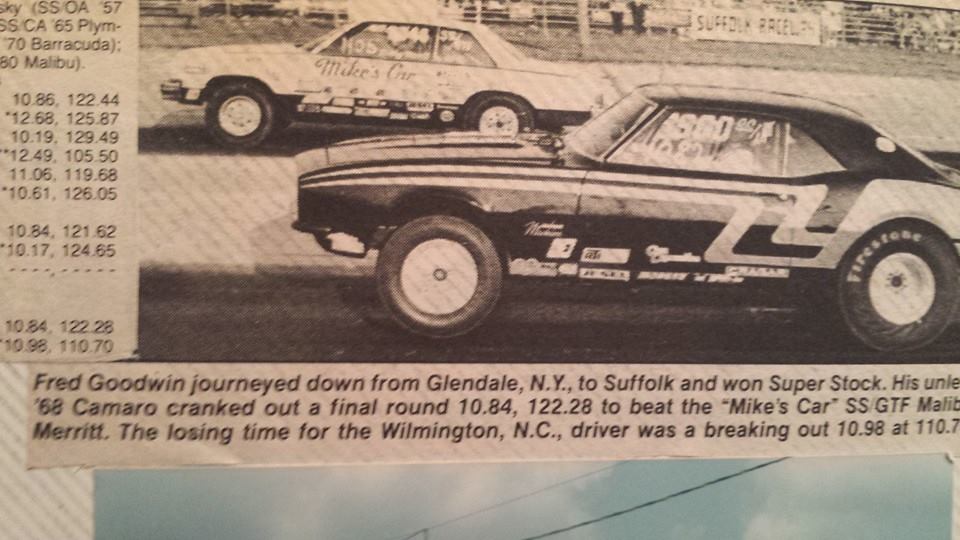 sky (SS/OA '57
SS/CA '65 Plym-
'70 Barracuda);
80 Malibu).
10.86, 122.44
*12.68, 125.87
10.19, 129.49
**12.49, 105.50
11.06, 119.68
*10.61, 126.05
10.84, 121.62
*10.17, 124.65
----,-----
10.84, 122.28
*10.98, 110.70
SUFFOLK RACEWAY
Mike's Car
Firestone
Fred Goodwin journeyed down from Glendale, N.Y., to Suffolk and won Super Stock. His unle
'68 Camaro cranked out a final round 10.84, 122.28 to beat the "Mike's Car" SS/GTF Malib
Merritt. The losing time for the Wilmington, N.C., driver was a breaking out 10.98 at 110.7